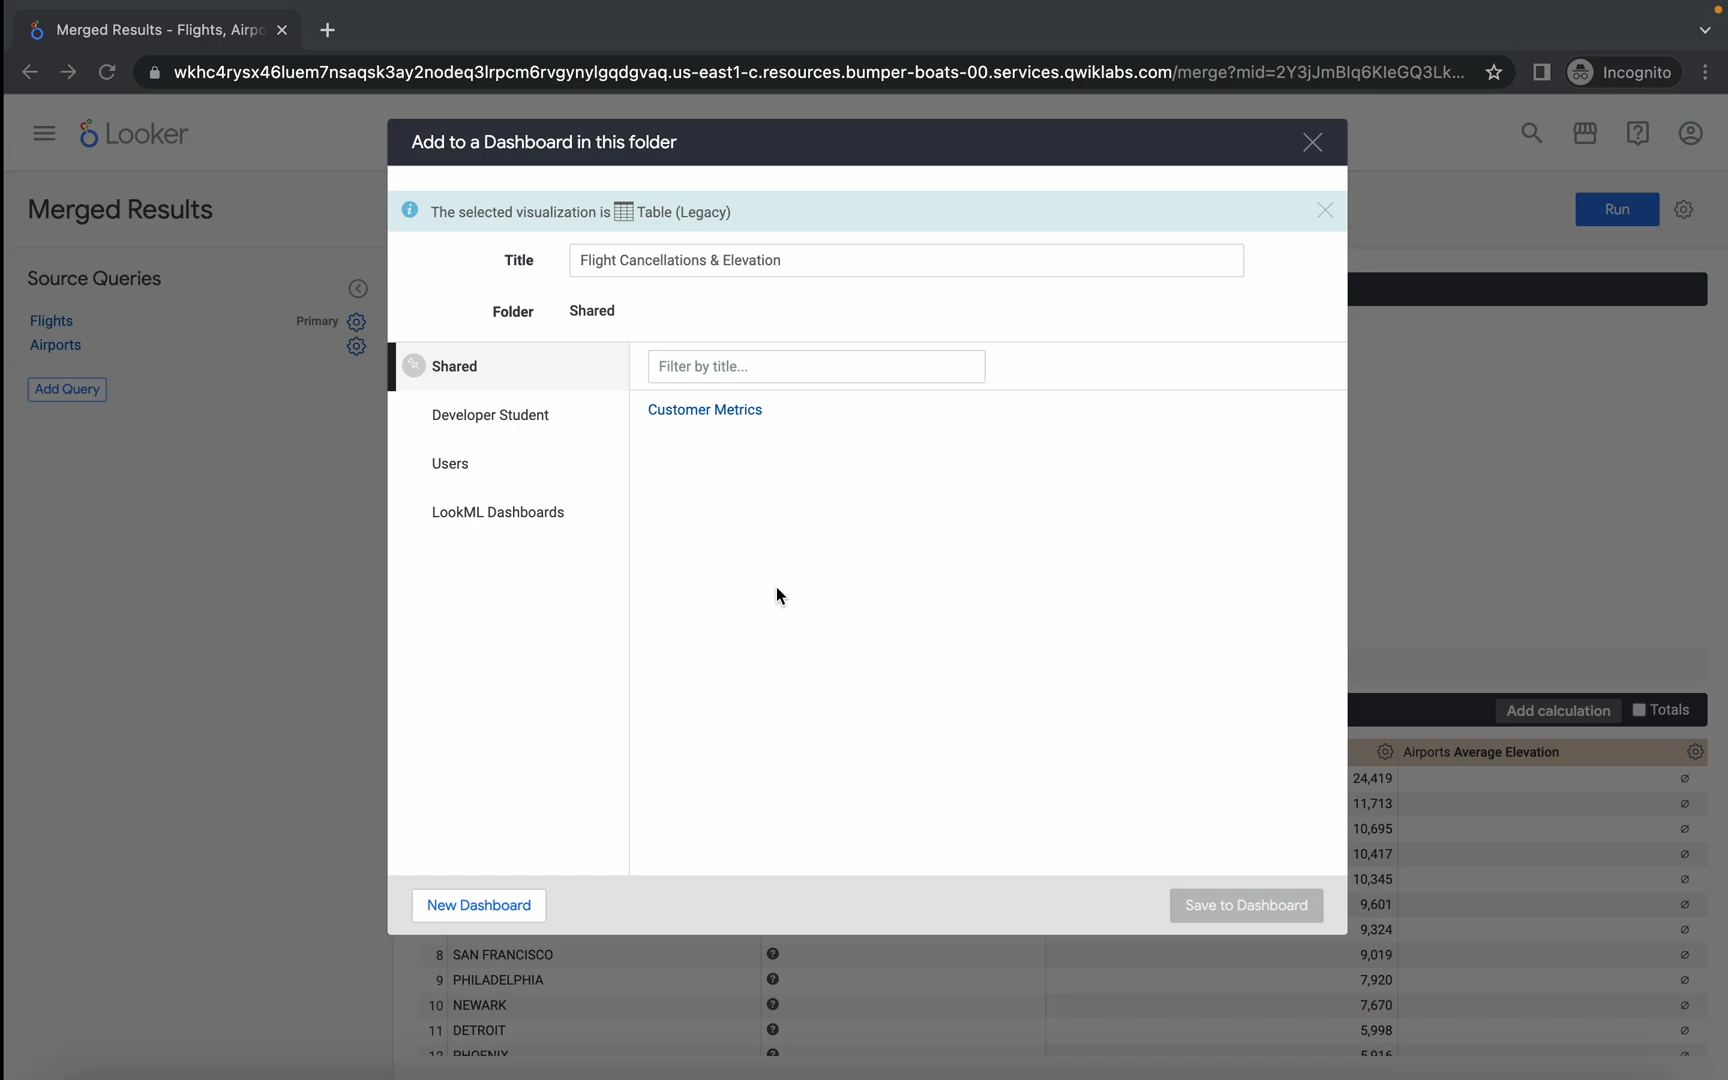 Merged Results - Flights, Airpo
wkhc4rysx46luem7nsaqsk3ay2nodeq3lrpcm6rvgynylgqdgvaq.us-east1-c.resources.bumper-boats-00.services.qwiklabs.com/merge?mid=2Y3jJmBlq6KleGQ3Lk...
Incognito
Looker
Add to a Dashboard in this folder
Merged Results
Run
The selected visualization is Table (Legacy)
Title Flight Cancellations & Elevation
Source Queries
Folder Shared
Flights Primary
Airports
Add Query
Shared
Filter by title...
Developer Student
Customer Metrics
Users
LookML Dashboards
Add calculation Totals
Airports Average Elevation
24,419 ∅
11,713 ∅
10,695 ∅
10,417 ∅
10,345 ∅
New Dashboard
Save to Dashboard
9,601 ∅
9,324 ∅
8 SAN FRANCISCO 9,019 ∅
9 PHILADELPHIA 7,920 ∅
10 NEWARK 7,670 ∅
11 DETROIT 5,998 ∅
12 PHOENIX 5,916 ∅